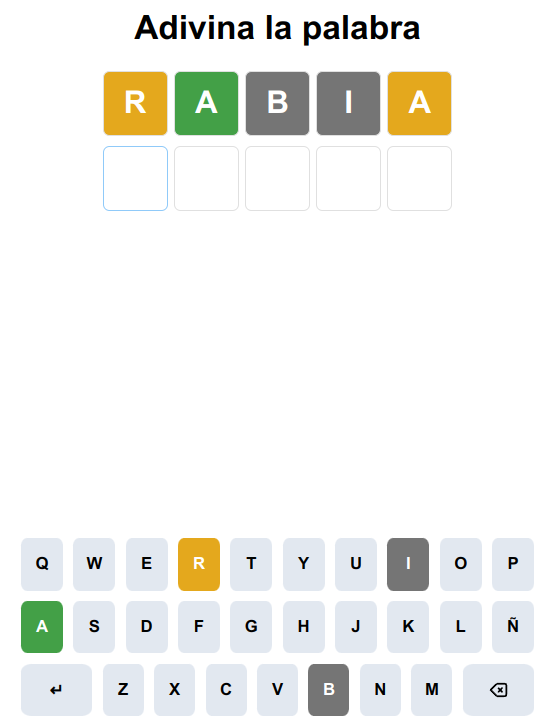 Adivina la palabra
R A B I A
Q W E R T Y U I O P
A S D F G H J K L Ñ
↵ Z X C V B N M ⌫